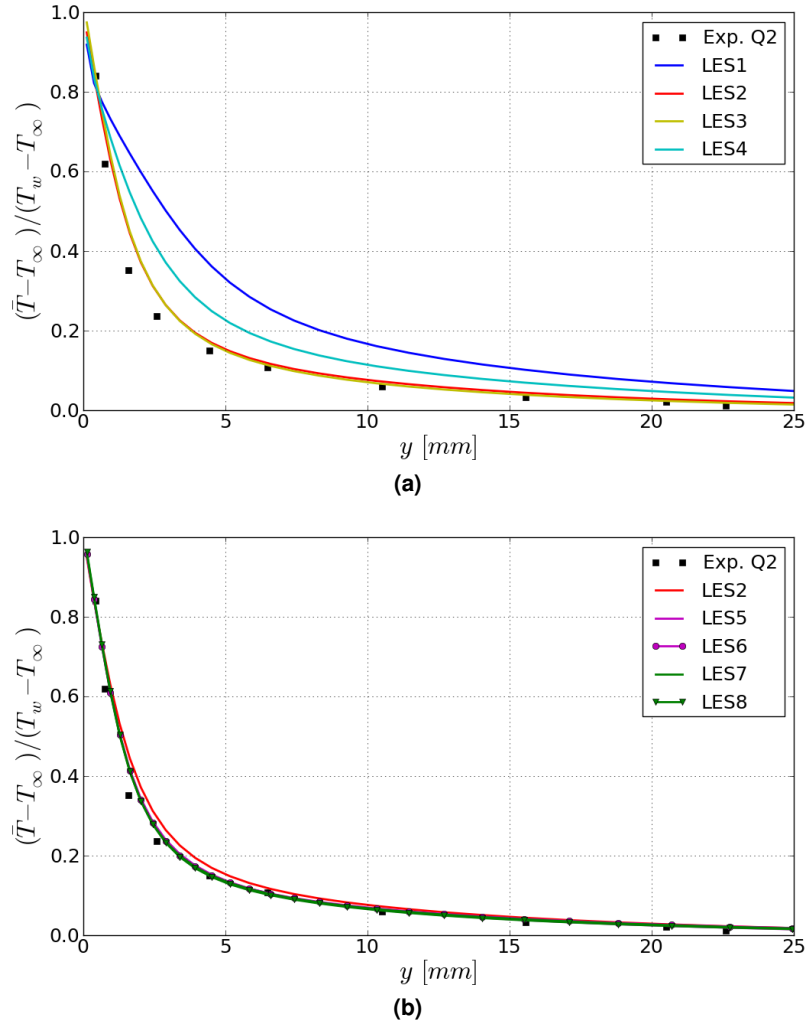 1.0
0.8
0.6
0.4
0.2
0.0
(T̄−T∞)/(Tw−T∞)
Exp. Q2
LES1
LES2
LES3
LES4
0 5 10 15 20 25
y [mm]
(a)
1.0
0.8
0.6
0.4
0.2
0.0
(T̄−T∞)/(Tw−T∞)
Exp. Q2
LES2
LES5
LES6
LES7
LES8
0 5 10 15 20 25
y [mm]
(b)